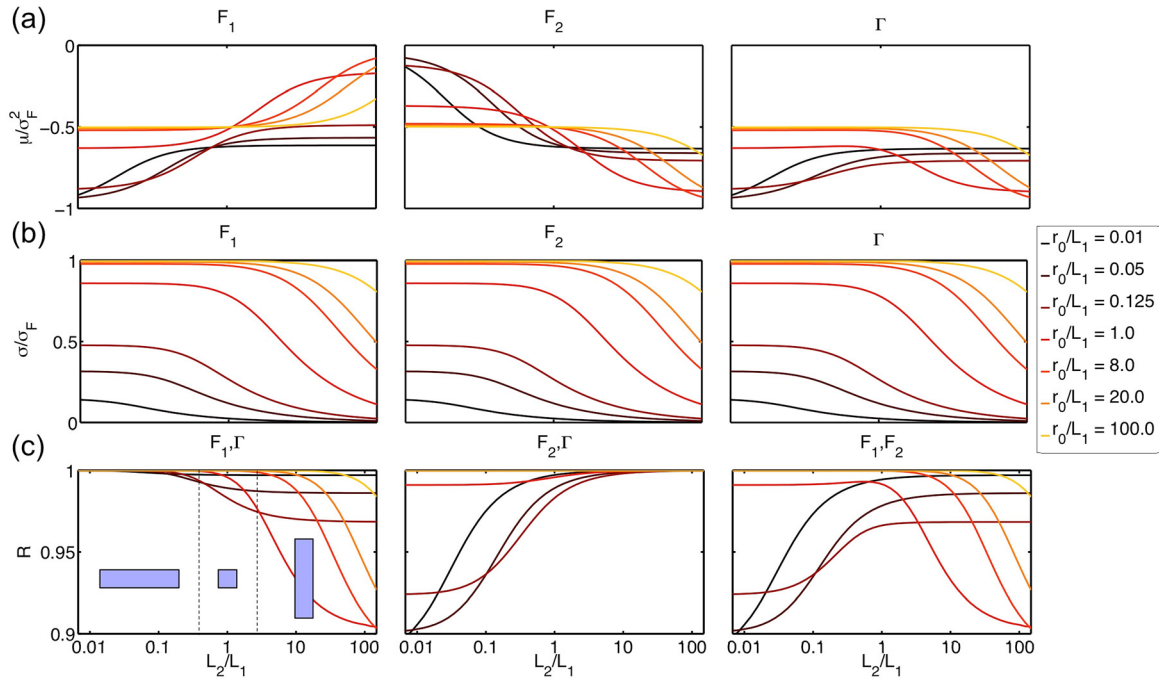 (a)
F1
F2
Γ
μ/σF²
0
−0.5
−1
(b)
F1
F2
Γ
σ/σF
1
0.5
0
r0/L1 = 0.01
r0/L1 = 0.05
r0/L1 = 0.125
r0/L1 = 1.0
r0/L1 = 8.0
r0/L1 = 20.0
r0/L1 = 100.0
(c)
F1,Γ
F2,Γ
F1,F2
R
1
0.95
0.9
0.01 0.1 1 10 100
0.01 0.1 1 10 100
0.01 0.1 1 10 100
L2/L1
L2/L1
L2/L1